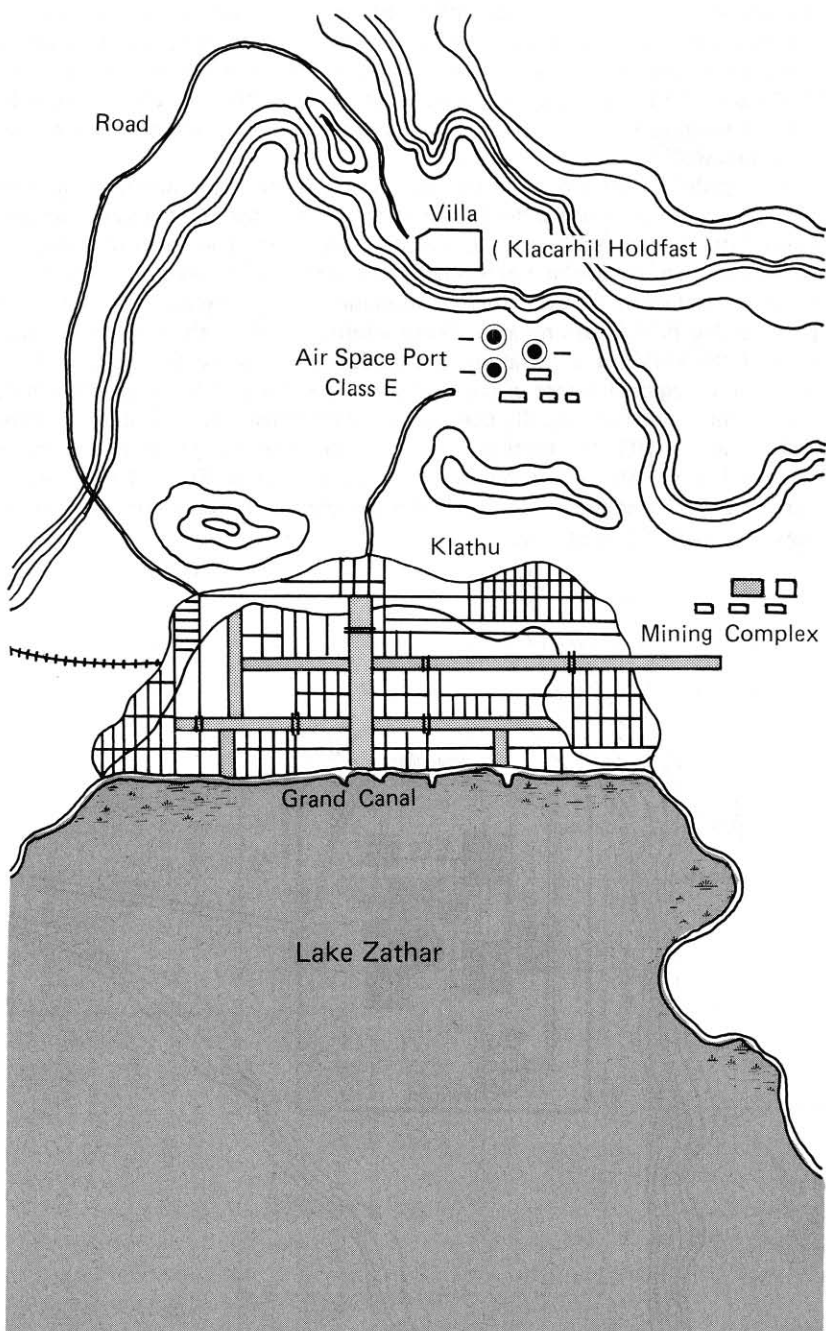 Road
Villa
( Klacarhil Holdfast )
Air Space Port
Class E
Klathu
Mining Complex
Grand Canal
Lake Zathar